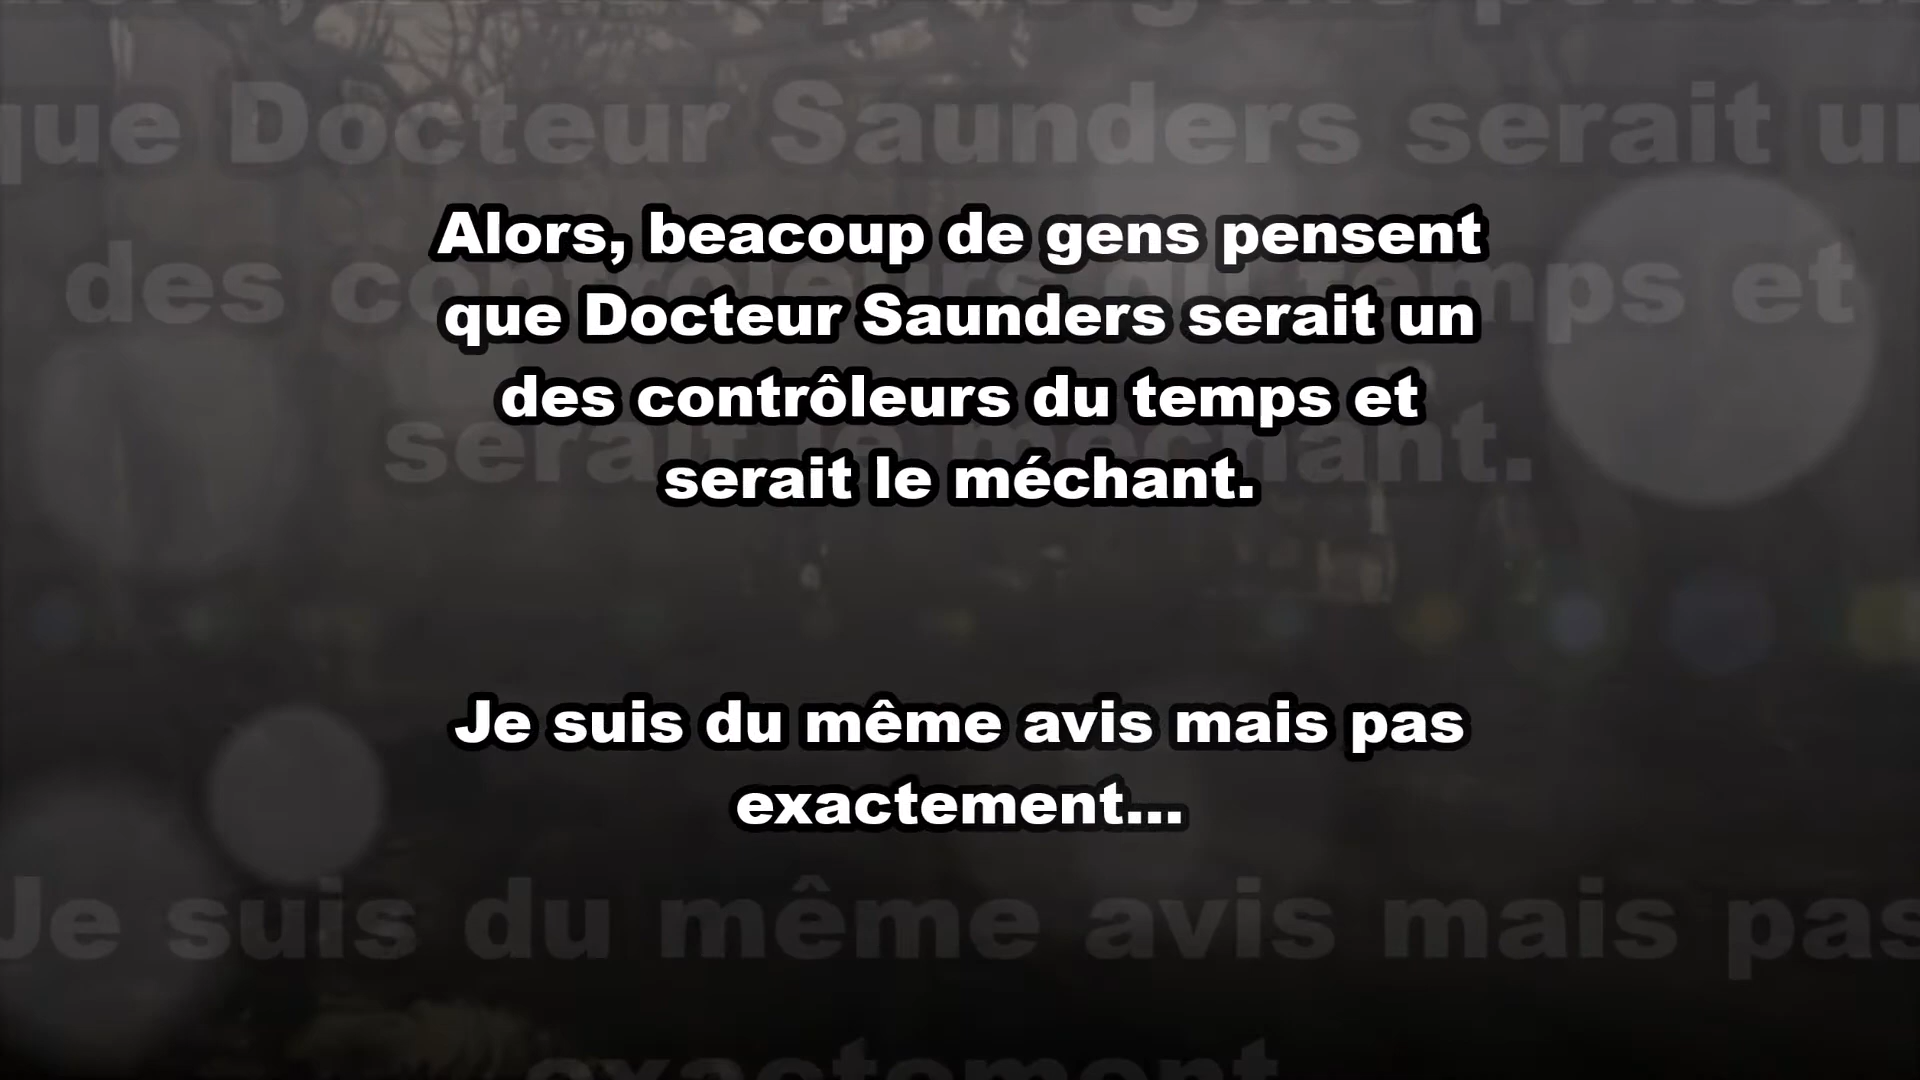 Alors, beacoup de gens pensent
que Docteur Saunders serait un
des contrôleurs du temps et
serait le méchant.
Je suis du même avis mais pas
exactement...